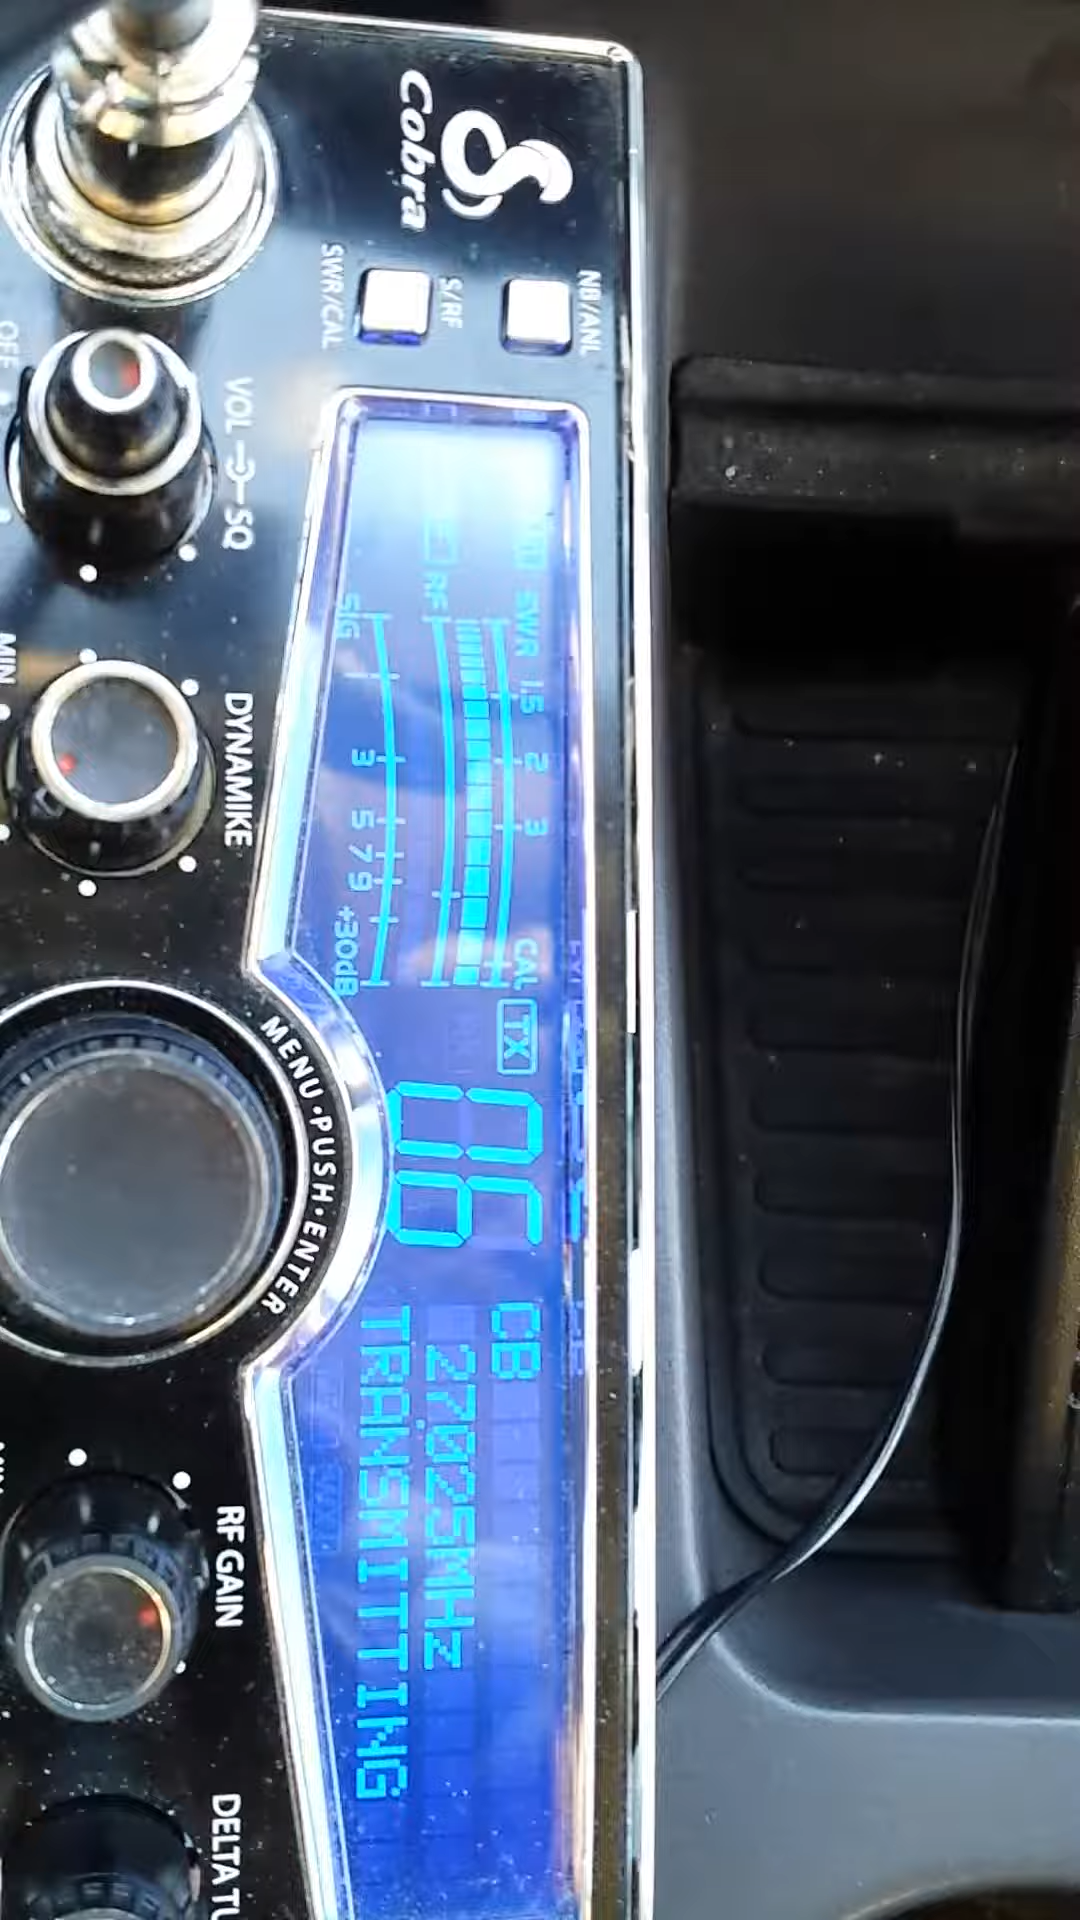 Cobra
NB/ANL
S/RF
SWR/CAL
OFF
VOL SQ
MIN
DYNAMIKE
SWR 1.5 2 3 CAL
RF
SIG 3 5 7 9 +30dB
TX
06
CB
27.025MHz
TRANSMITTING
MENU•PUSH•ENTER
RF GAIN
DELTA TU